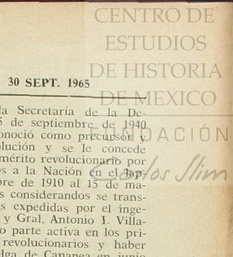 CENTRO DE
ESTUDIOS
DE HISTORIA
DE MEXICO
FUNDACIÓN
Carlos Slim
30 SEPT. 1965
la Secretaría de la De-
5 de septiembre de 1940
onoció como precursor y
olución y se le concede
mérito revolucionario por
os a la Nación en el lap-
bre de 1910 al 15 de ma-
s considerandos se trans-
s expedidas por el inge-
y Gral. Antonio I. Villa-
o parte activa en los pri-
revolucionarios y haber
elga de Cananea en junio